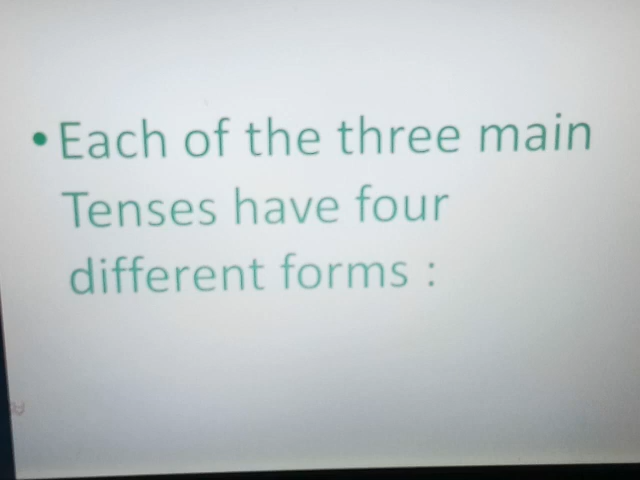 • Each of the three main
Tenses have four
different forms :